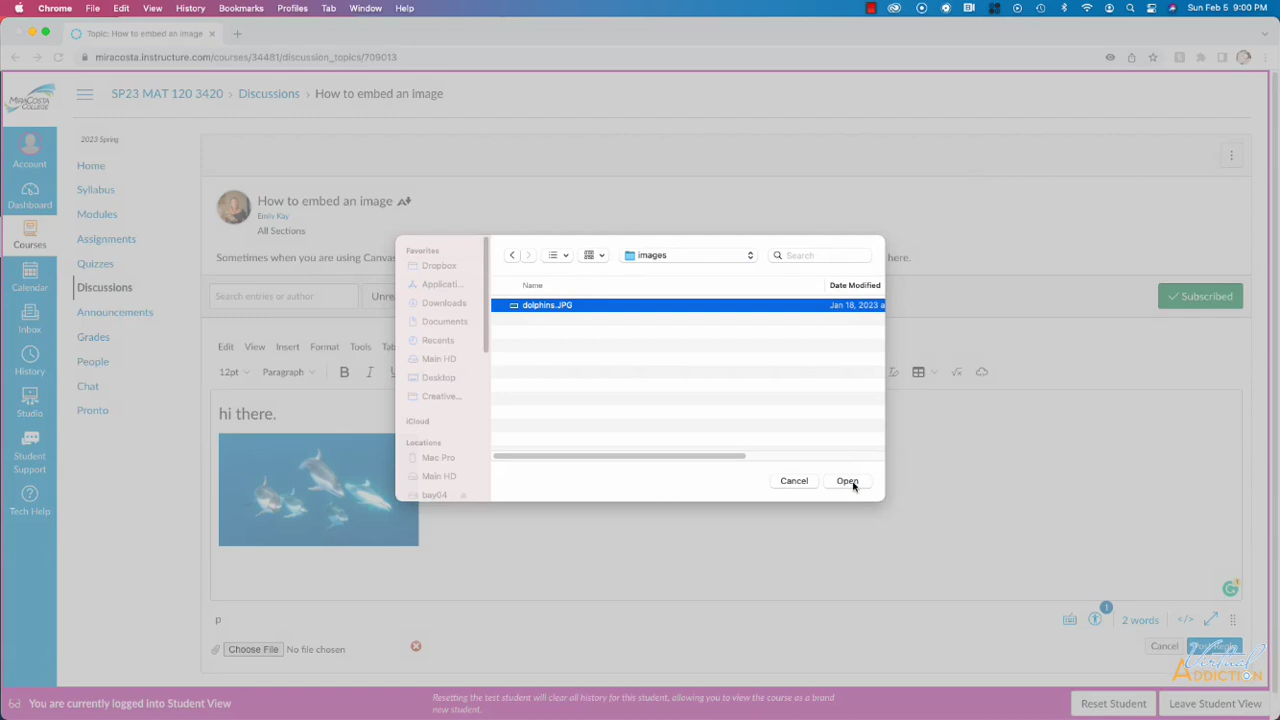 Chrome File Edit View History Bookmarks Profiles Tab Window Help Sun Feb 5 9:00 PM
Topic: How to embed an image
miracosta.instructure.com/courses/34481/discussion_topics/709013
MIRACOSTA COLLEGE
SP23 MAT 120 3420 › Discussions › How to embed an image
2023 Spring
Account
Dashboard
Courses
Calendar
Inbox
History
Studio
Student Support
Tech Help
Home
Syllabus
Modules
Assignments
Quizzes
Discussions
Announcements
Grades
People
Chat
Pronto
How to embed an image
Emily Kay
All Sections
Sometimes when you are using Canvas
here.
Search entries or author
Subscribed
Edit View Insert Format Tools
12pt Paragraph B I
hi there.
p
2 words </>
Choose File No file chosen
Cancel
Favorites
Dropbox
Applicati...
Downloads
Documents
Recents
Main HD
Desktop
Creative...
iCloud
Locations
Mac Pro
Main HD
bay04
images
Search
Name Date Modified
dolphins.JPG Jan 18, 2023 a
Cancel Open
Virtual
ADDICTION
You are currently logged into Student View
Resetting the test student will clear all history for this student, allowing you to view the course as a brand
new student.
Reset Student Leave Student View